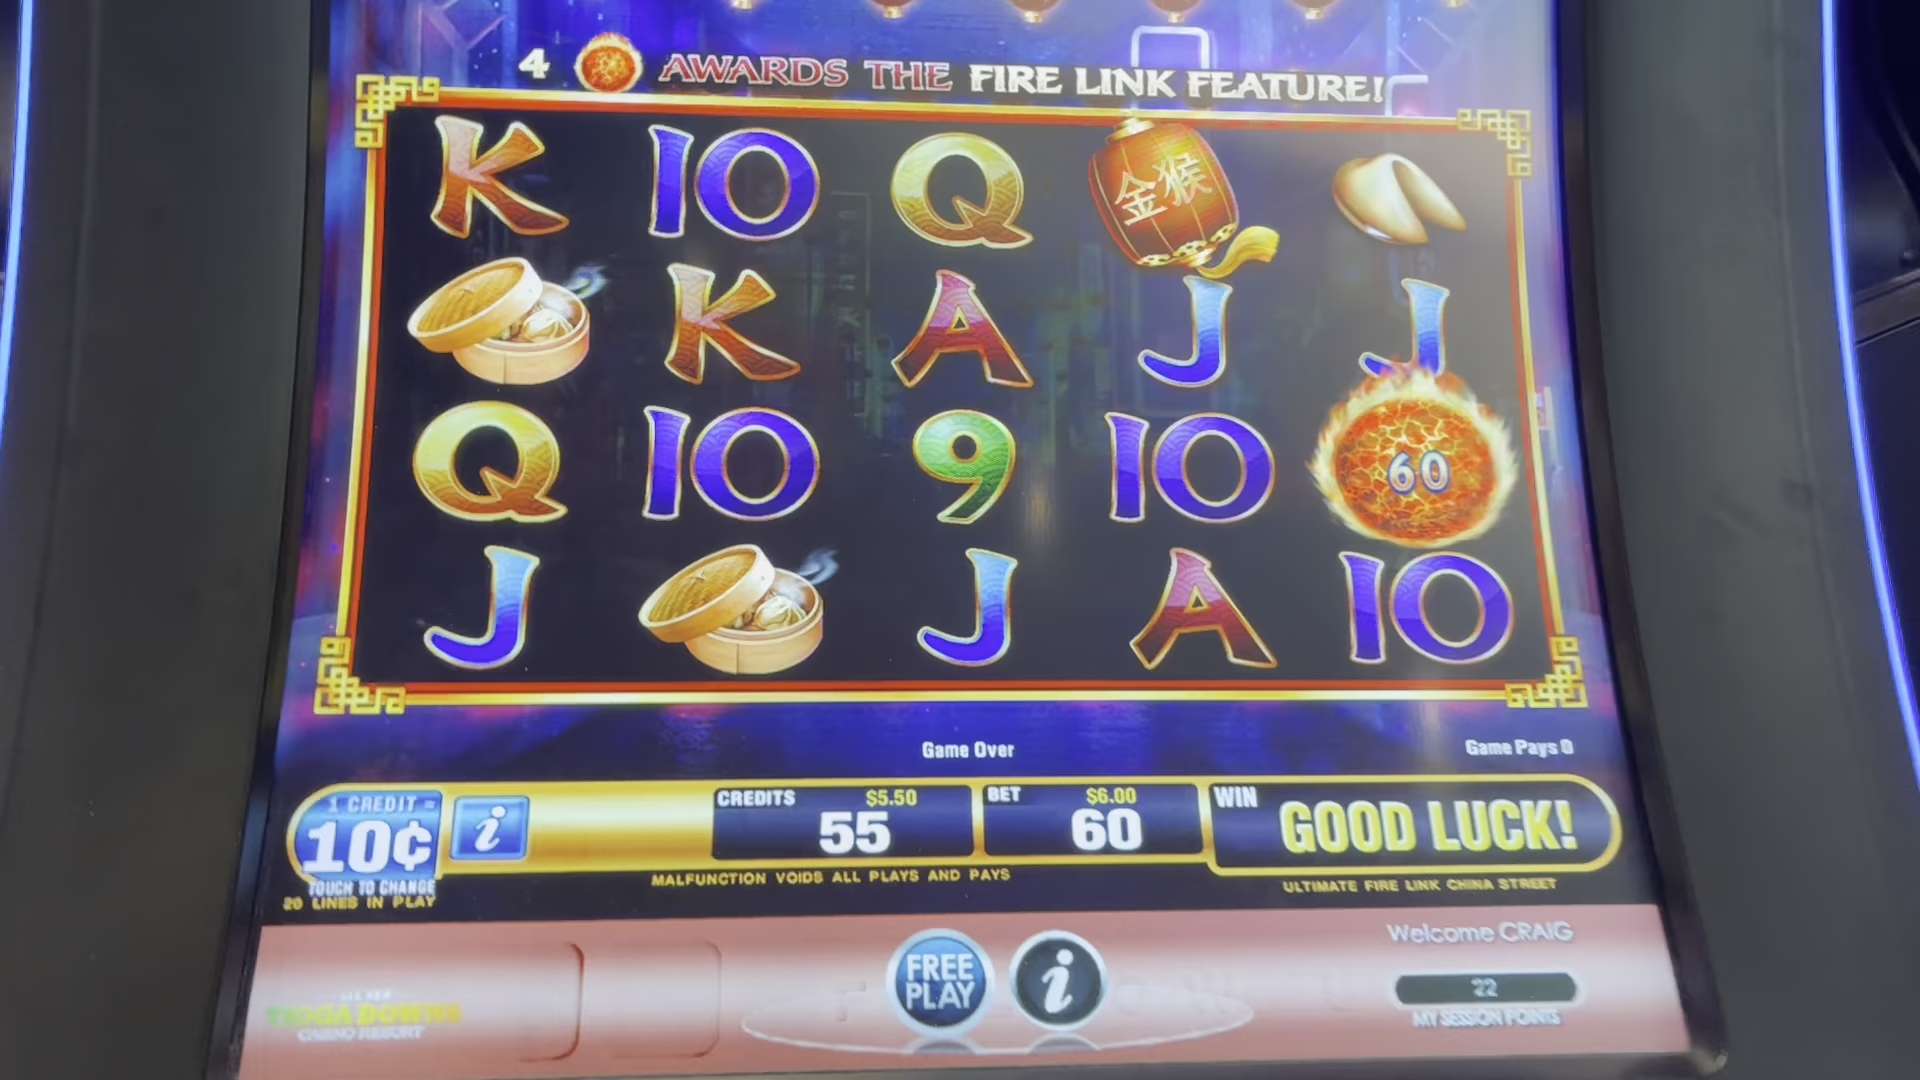 4 AWARDS THE FIRE LINK FEATURE!
K 10 Q 金猴
K A J J
Q 10 9 10 60
J J A 10
Game Over
Game Pays 0
1 CREDIT =
10¢
TOUCH TO CHANGE
20 LINES IN PLAY
i
CREDITS $5.50
55
BET $6.00
60
WIN GOOD LUCK!
MALFUNCTION VOIDS ALL PLAYS AND PAYS
ULTIMATE FIRE LINK CHINA STREET
Welcome CRAIG
FREE PLAY
i
22
MY SESSION POINTS
TIOGA DOWNS
CASINO RESORT